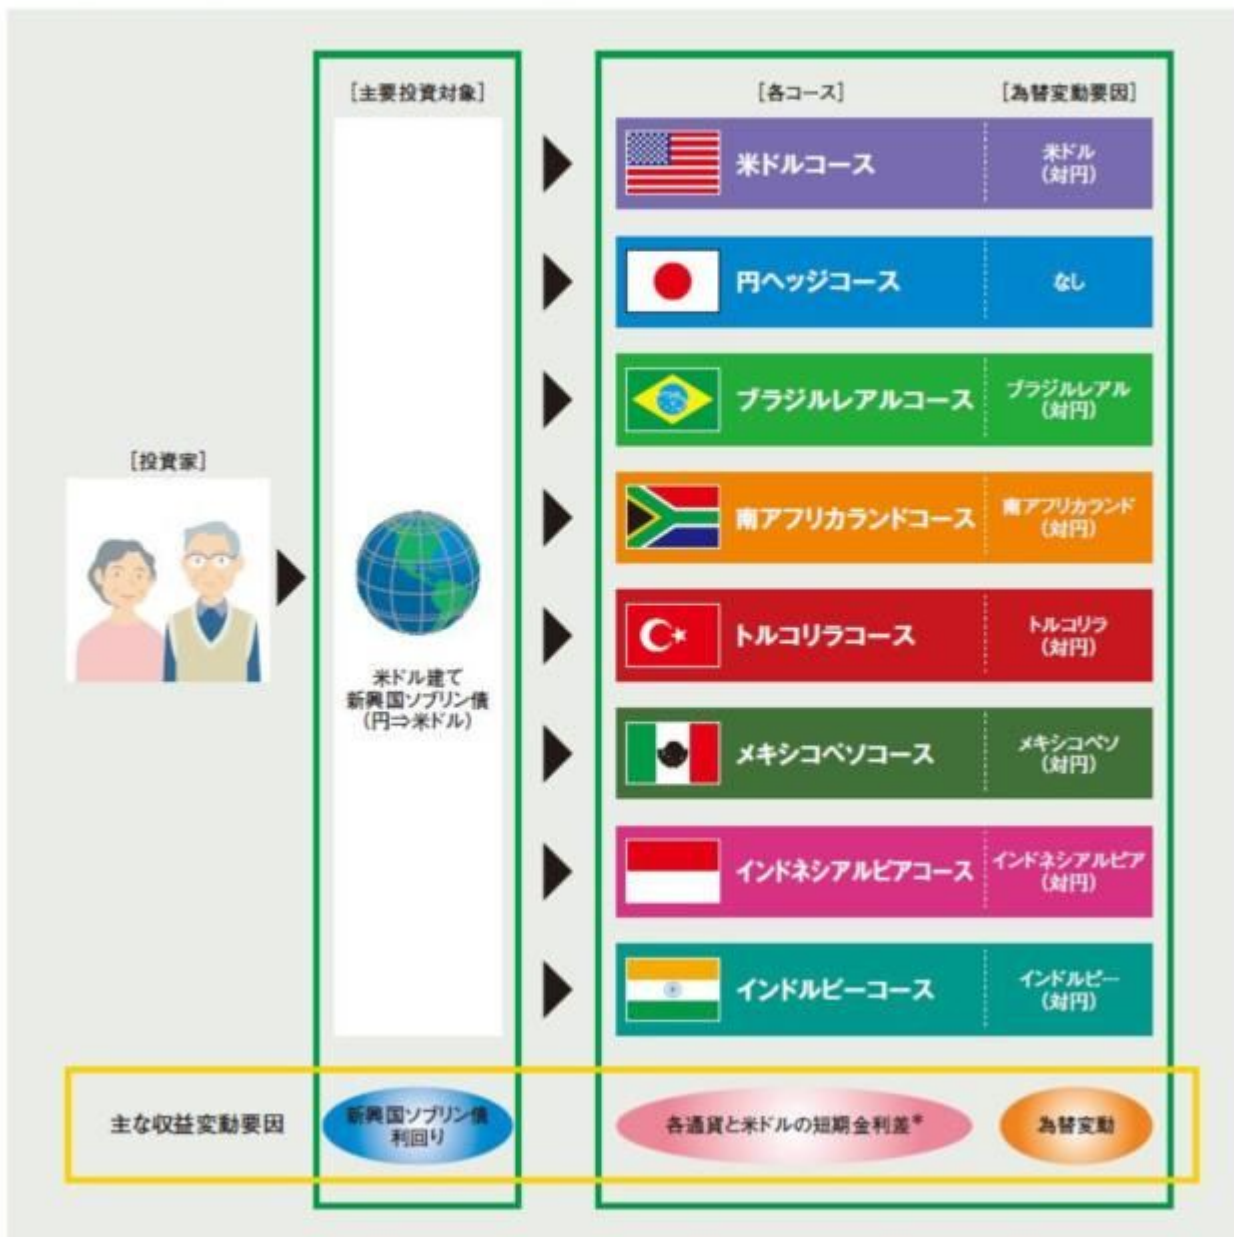 [主要投資対象]
[各コース]
[為替変動要因]
米ドルコース
米ドル
(対円)
円ヘッジコース
なし
ブラジルレアルコース
ブラジルレアル
(対円)
[投資家]
南アフリカランドコース
南アフリカランド
(対円)
トルコリラコース
トルコリラ
(対円)
米ドル建て
新興国ソブリン債
(円⇒米ドル)
メキシコペソコース
メキシコペソ
(対円)
インドネシアルピアコース
インドネシアルピア
(対円)
インドルピーコース
インドルピー
(対円)
主な収益変動要因
新興国ソブリン債
利回り
各通貨と米ドルの短期金利差*
為替変動